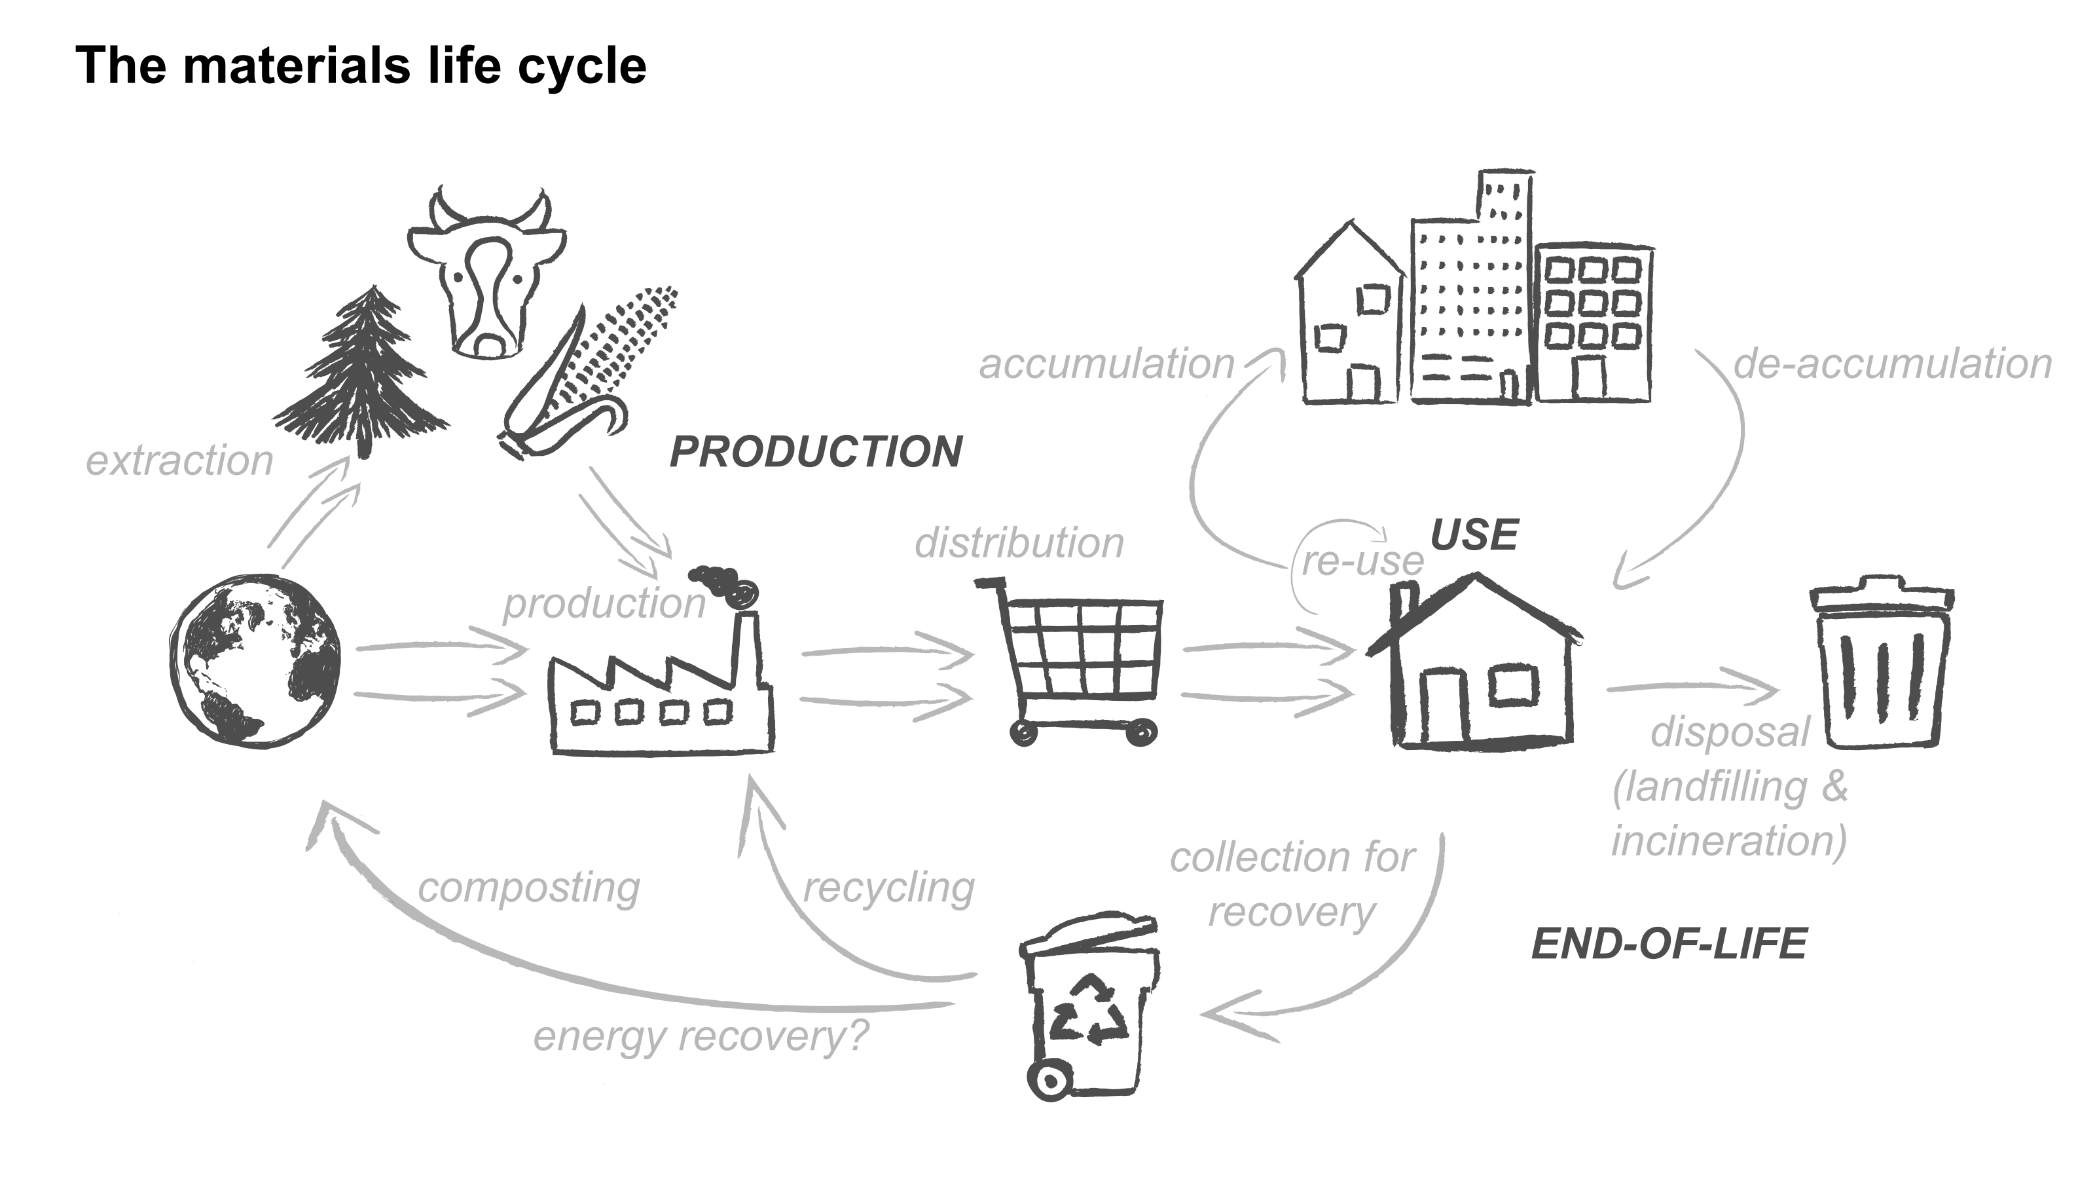 The materials life cycle
accumulation
de-accumulation
extraction
PRODUCTION
distribution
USE
re-use
production
disposal
(landfilling &
incineration)
collection for
recovery
composting
recycling
END-OF-LIFE
energy recovery?